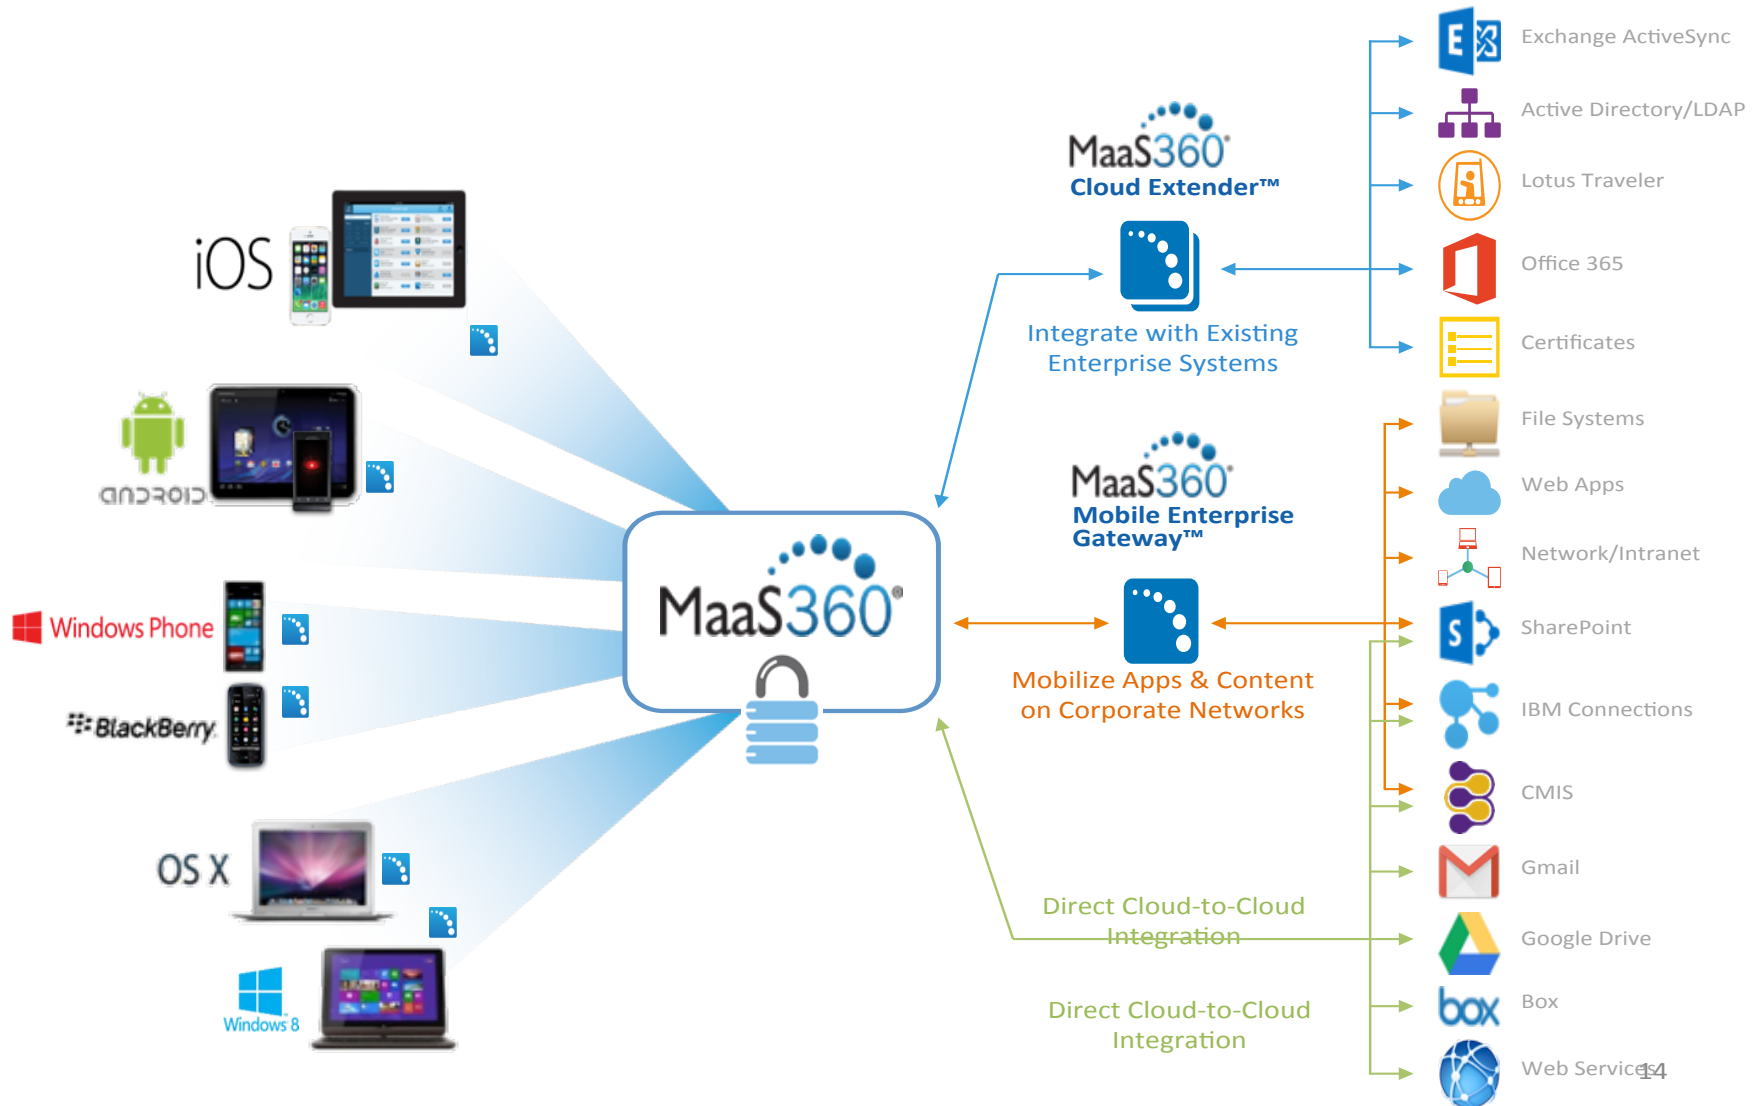 iOS
ANDROID
Windows Phone
BlackBerry
OS X
Windows 8
MaaS360®
MaaS360®
Cloud Extender™
Integrate with Existing
Enterprise Systems
MaaS360®
Mobile Enterprise
Gateway™
Mobilize Apps & Content
on Corporate Networks
Direct Cloud-to-Cloud
Integration
Direct Cloud-to-Cloud
Integration
E
Exchange ActiveSync
Active Directory/LDAP
Lotus Traveler
Office 365
Certificates
File Systems
Web Apps
Network/Intranet
S
SharePoint
IBM Connections
CMIS
Gmail
Google Drive
box
Box
Web Services
14